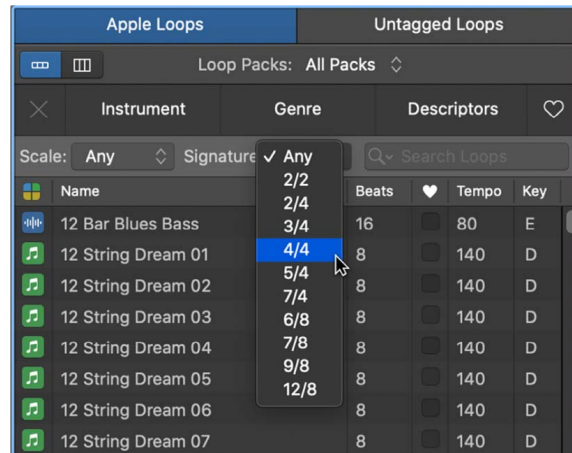 Apple Loops Untagged Loops
Loop Packs: All Packs
Instrument Genre Descriptors
Scale: Any Signature Search Loops
✓ Any
2/2
2/4
3/4
4/4
5/4
7/4
6/8
7/8
9/8
12/8
Name Beats Tempo Key
12 Bar Blues Bass 16 80 E
12 String Dream 01 8 140 D
12 String Dream 02 8 140 D
12 String Dream 03 8 140 D
12 String Dream 04 8 140 D
12 String Dream 05 8 140 D
12 String Dream 06 8 140 D
12 String Dream 07 8 140 D